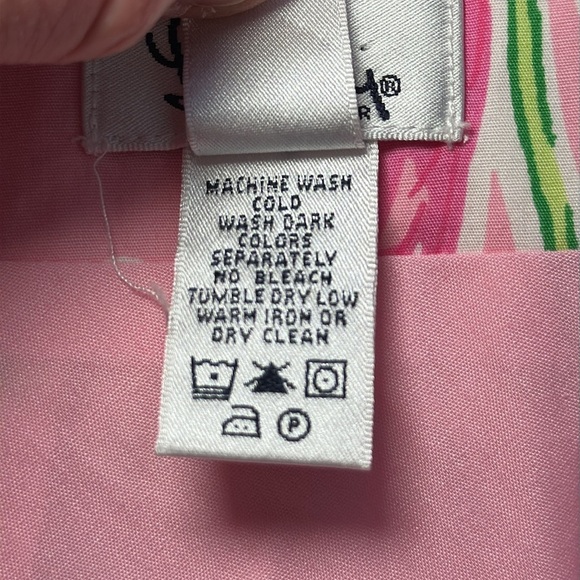 ®
R
MACHINE WASH
COLD
WASH DARK
COLORS
SEPARATELY
NO BLEACH
TUMBLE DRY LOW
WARM IRON OR
DRY CLEAN
P